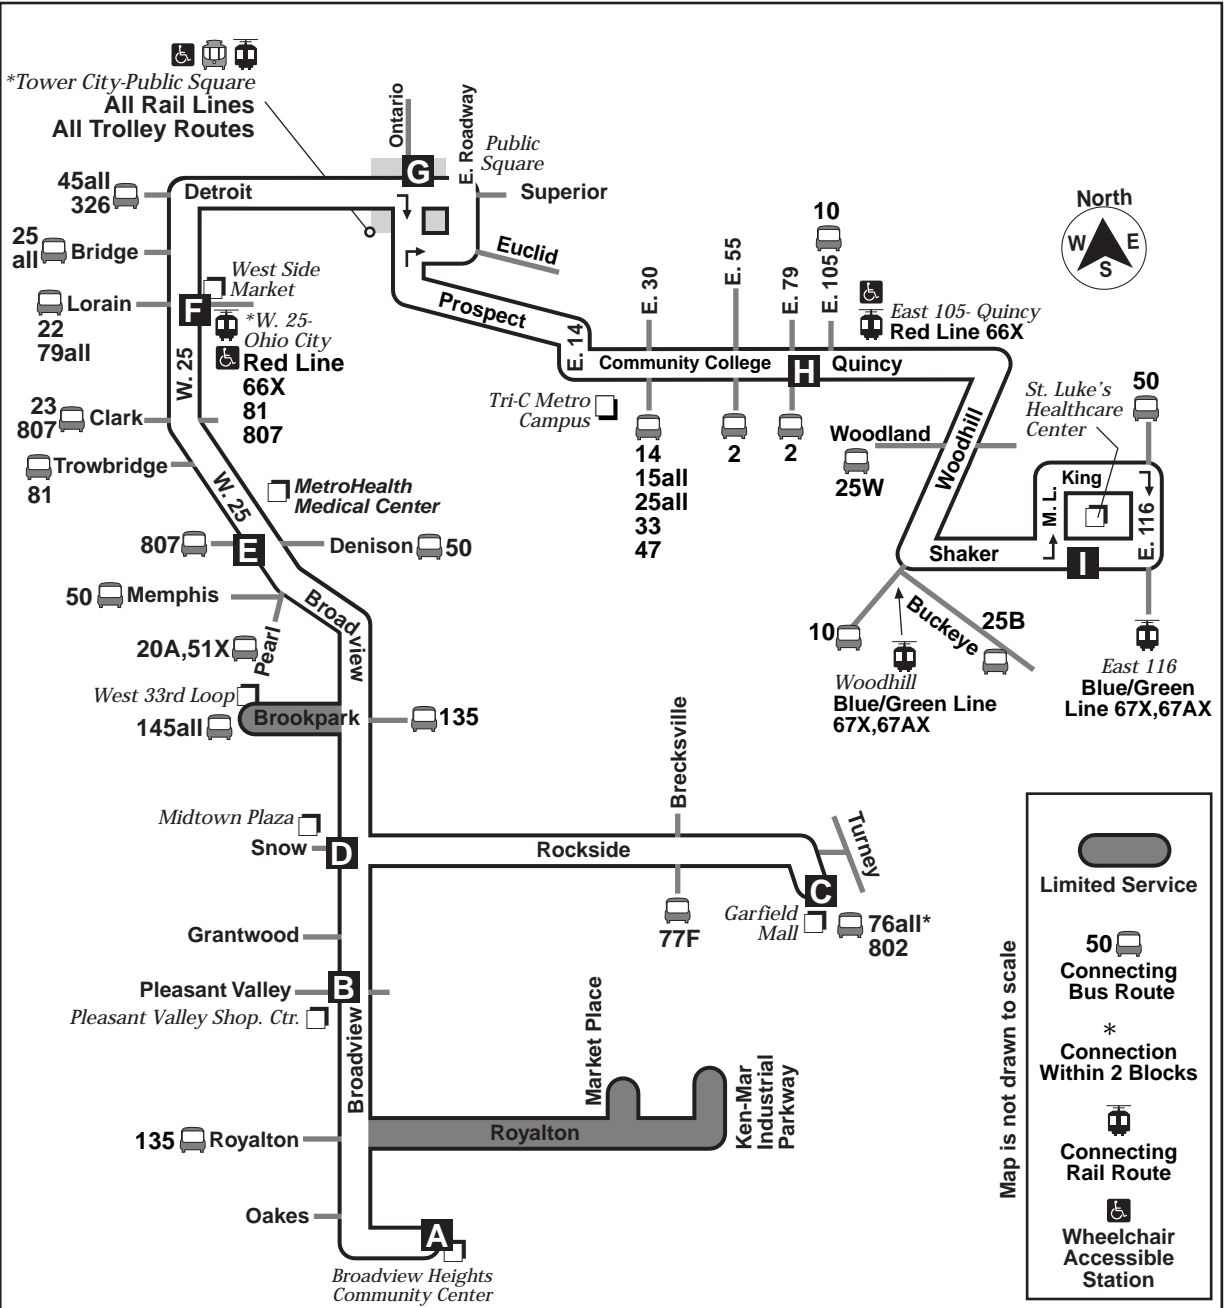 *Tower City-Public Square
All Rail Lines
All Trolley Routes
Ontario
G
E. Roadway
Public
Square
45all
326
Detroit
Superior
25
all
Bridge
Euclid
10
North
W
E
S
West Side
Market
Lorain
22
79all
F
*W. 25-
Ohio City
Red Line
66X
81
807
Prospect
E. 14
E. 30
E. 55
E. 79
E. 105
East 105- Quincy
Red Line 66X
W. 25
Community College
H
Quincy
Tri-C Metro
Campus
St. Luke's
Healthcare
Center
50
23
807
Clark
14
15all
25all
33
47
2
2
Woodland
25W
Woodhill
Trowbridge
81
W. 25
MetroHealth
Medical Center
King
M. L.
E. 116
807
E
Denison
50
Shaker
I
50
Memphis
Broadview
20A,51X
Pearl
10
Buckeye
25B
Woodhill
Blue/Green Line
67X,67AX
East 116
Blue/Green
Line 67X,67AX
West 33rd Loop
145all
Brookpark
135
Midtown Plaza
Snow
D
Rockside
Brecksville
Turney
C
77F
Garfield
Mall
76all*
802
Grantwood
Pleasant Valley
B
Pleasant Valley Shop. Ctr.
Broadview
Market Place
Ken-Mar
Industrial
Parkway
135
Royalton
Royalton
Oakes
A
Broadview Heights
Community Center
Map is not drawn to scale
Limited Service
50
Connecting
Bus Route
*
Connection
Within 2 Blocks
Connecting
Rail Route
Wheelchair
Accessible
Station